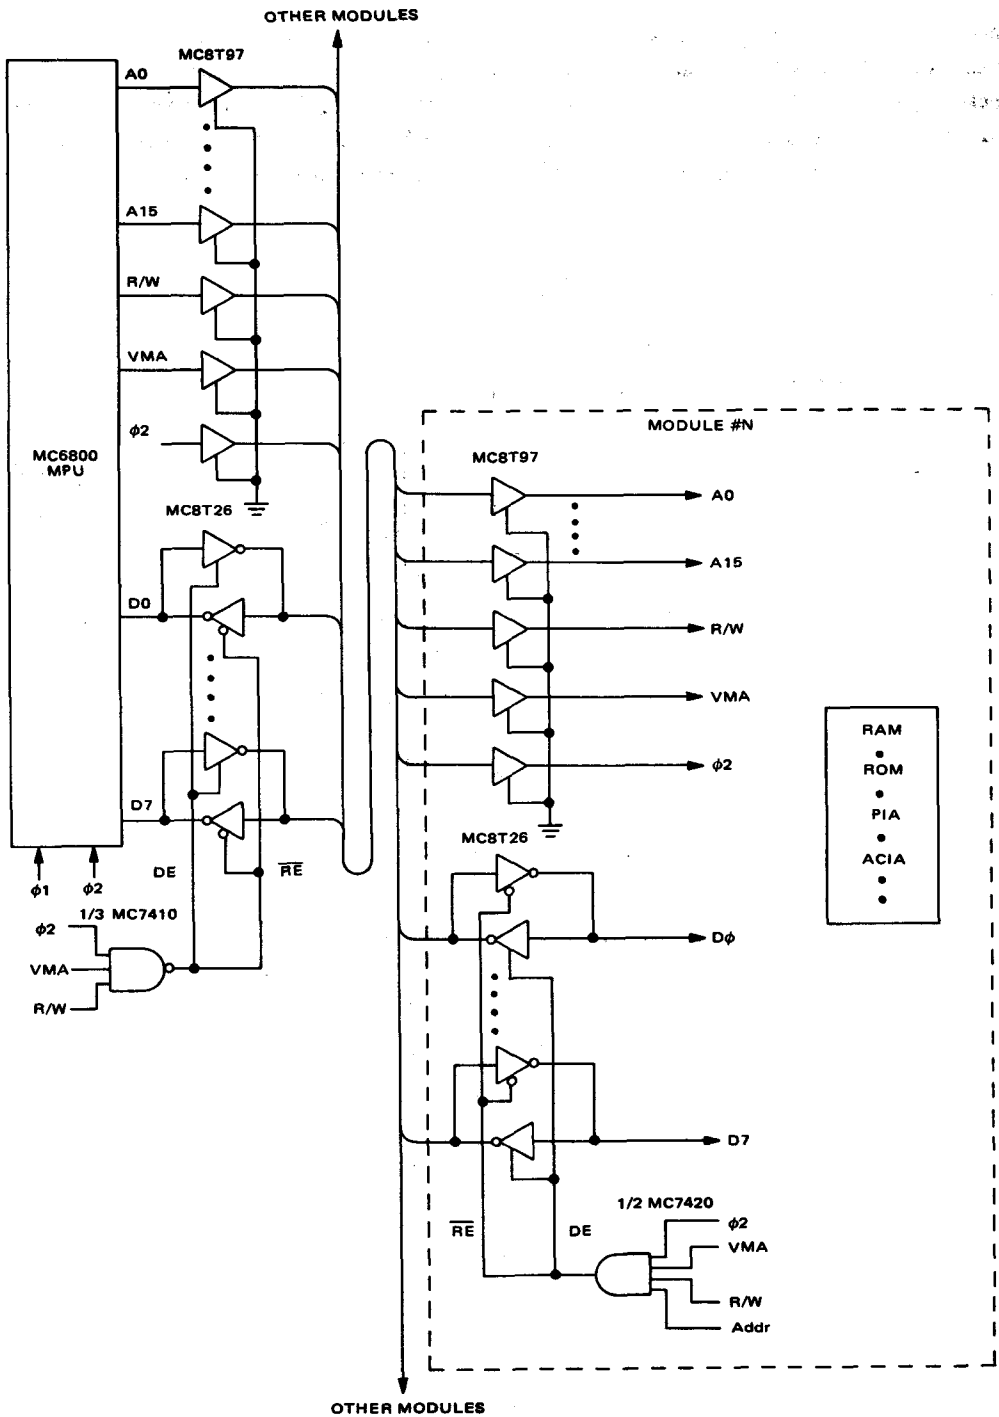 OTHER MODULES
MC8T97
A0
A15
R/W
VMA
ϕ2
MC6800
MPU
MC8T26
D0
D7
DE
RE
ϕ1
ϕ2
1/3 MC7410
ϕ2
VMA
R/W
MODULE #N
MC8T97
A0
A15
R/W
VMA
ϕ2
RAM
ROM
PIA
ACIA
MC8T26
Dϕ
D7
RE
DE
1/2 MC7420
ϕ2
VMA
R/W
Addr
OTHER MODULES